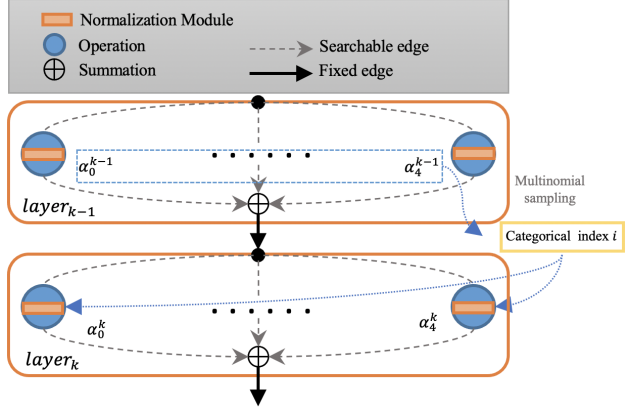 Normalization Module
Operation
Summation
Searchable edge
Fixed edge
α₀ᵏ⁻¹
. . . . . .
α₄ᵏ⁻¹
layerₖ₋₁
Multinomial
sampling
Categorical index i
α₀ᵏ
. . . . . .
α₄ᵏ
layerₖ